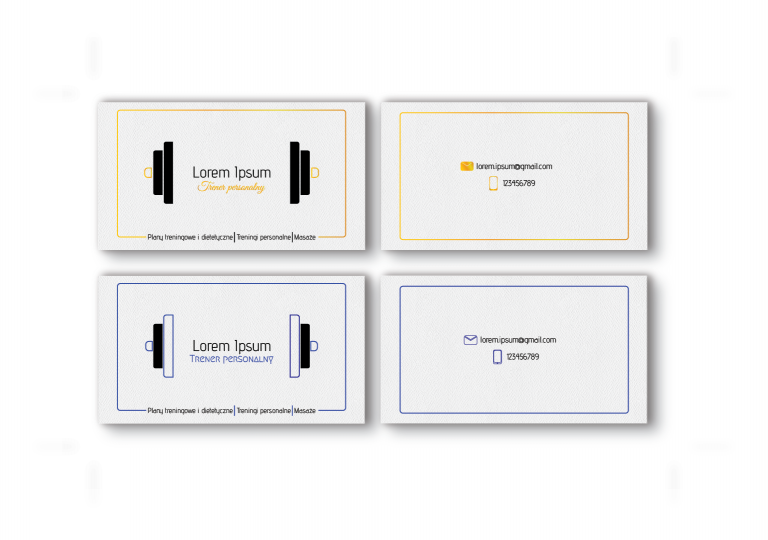 Lorem Ipsum
Trener personalny
Plany treningowe i dietetyczne|Treningi personalne|Masaże
lorem.ipsum@gmail.com
123456789
Lorem Ipsum
Trener personalny
Plany treningowe i dietetyczne|Treningi personalne|Masaże
lorem.ipsum@gmail.com
123456789